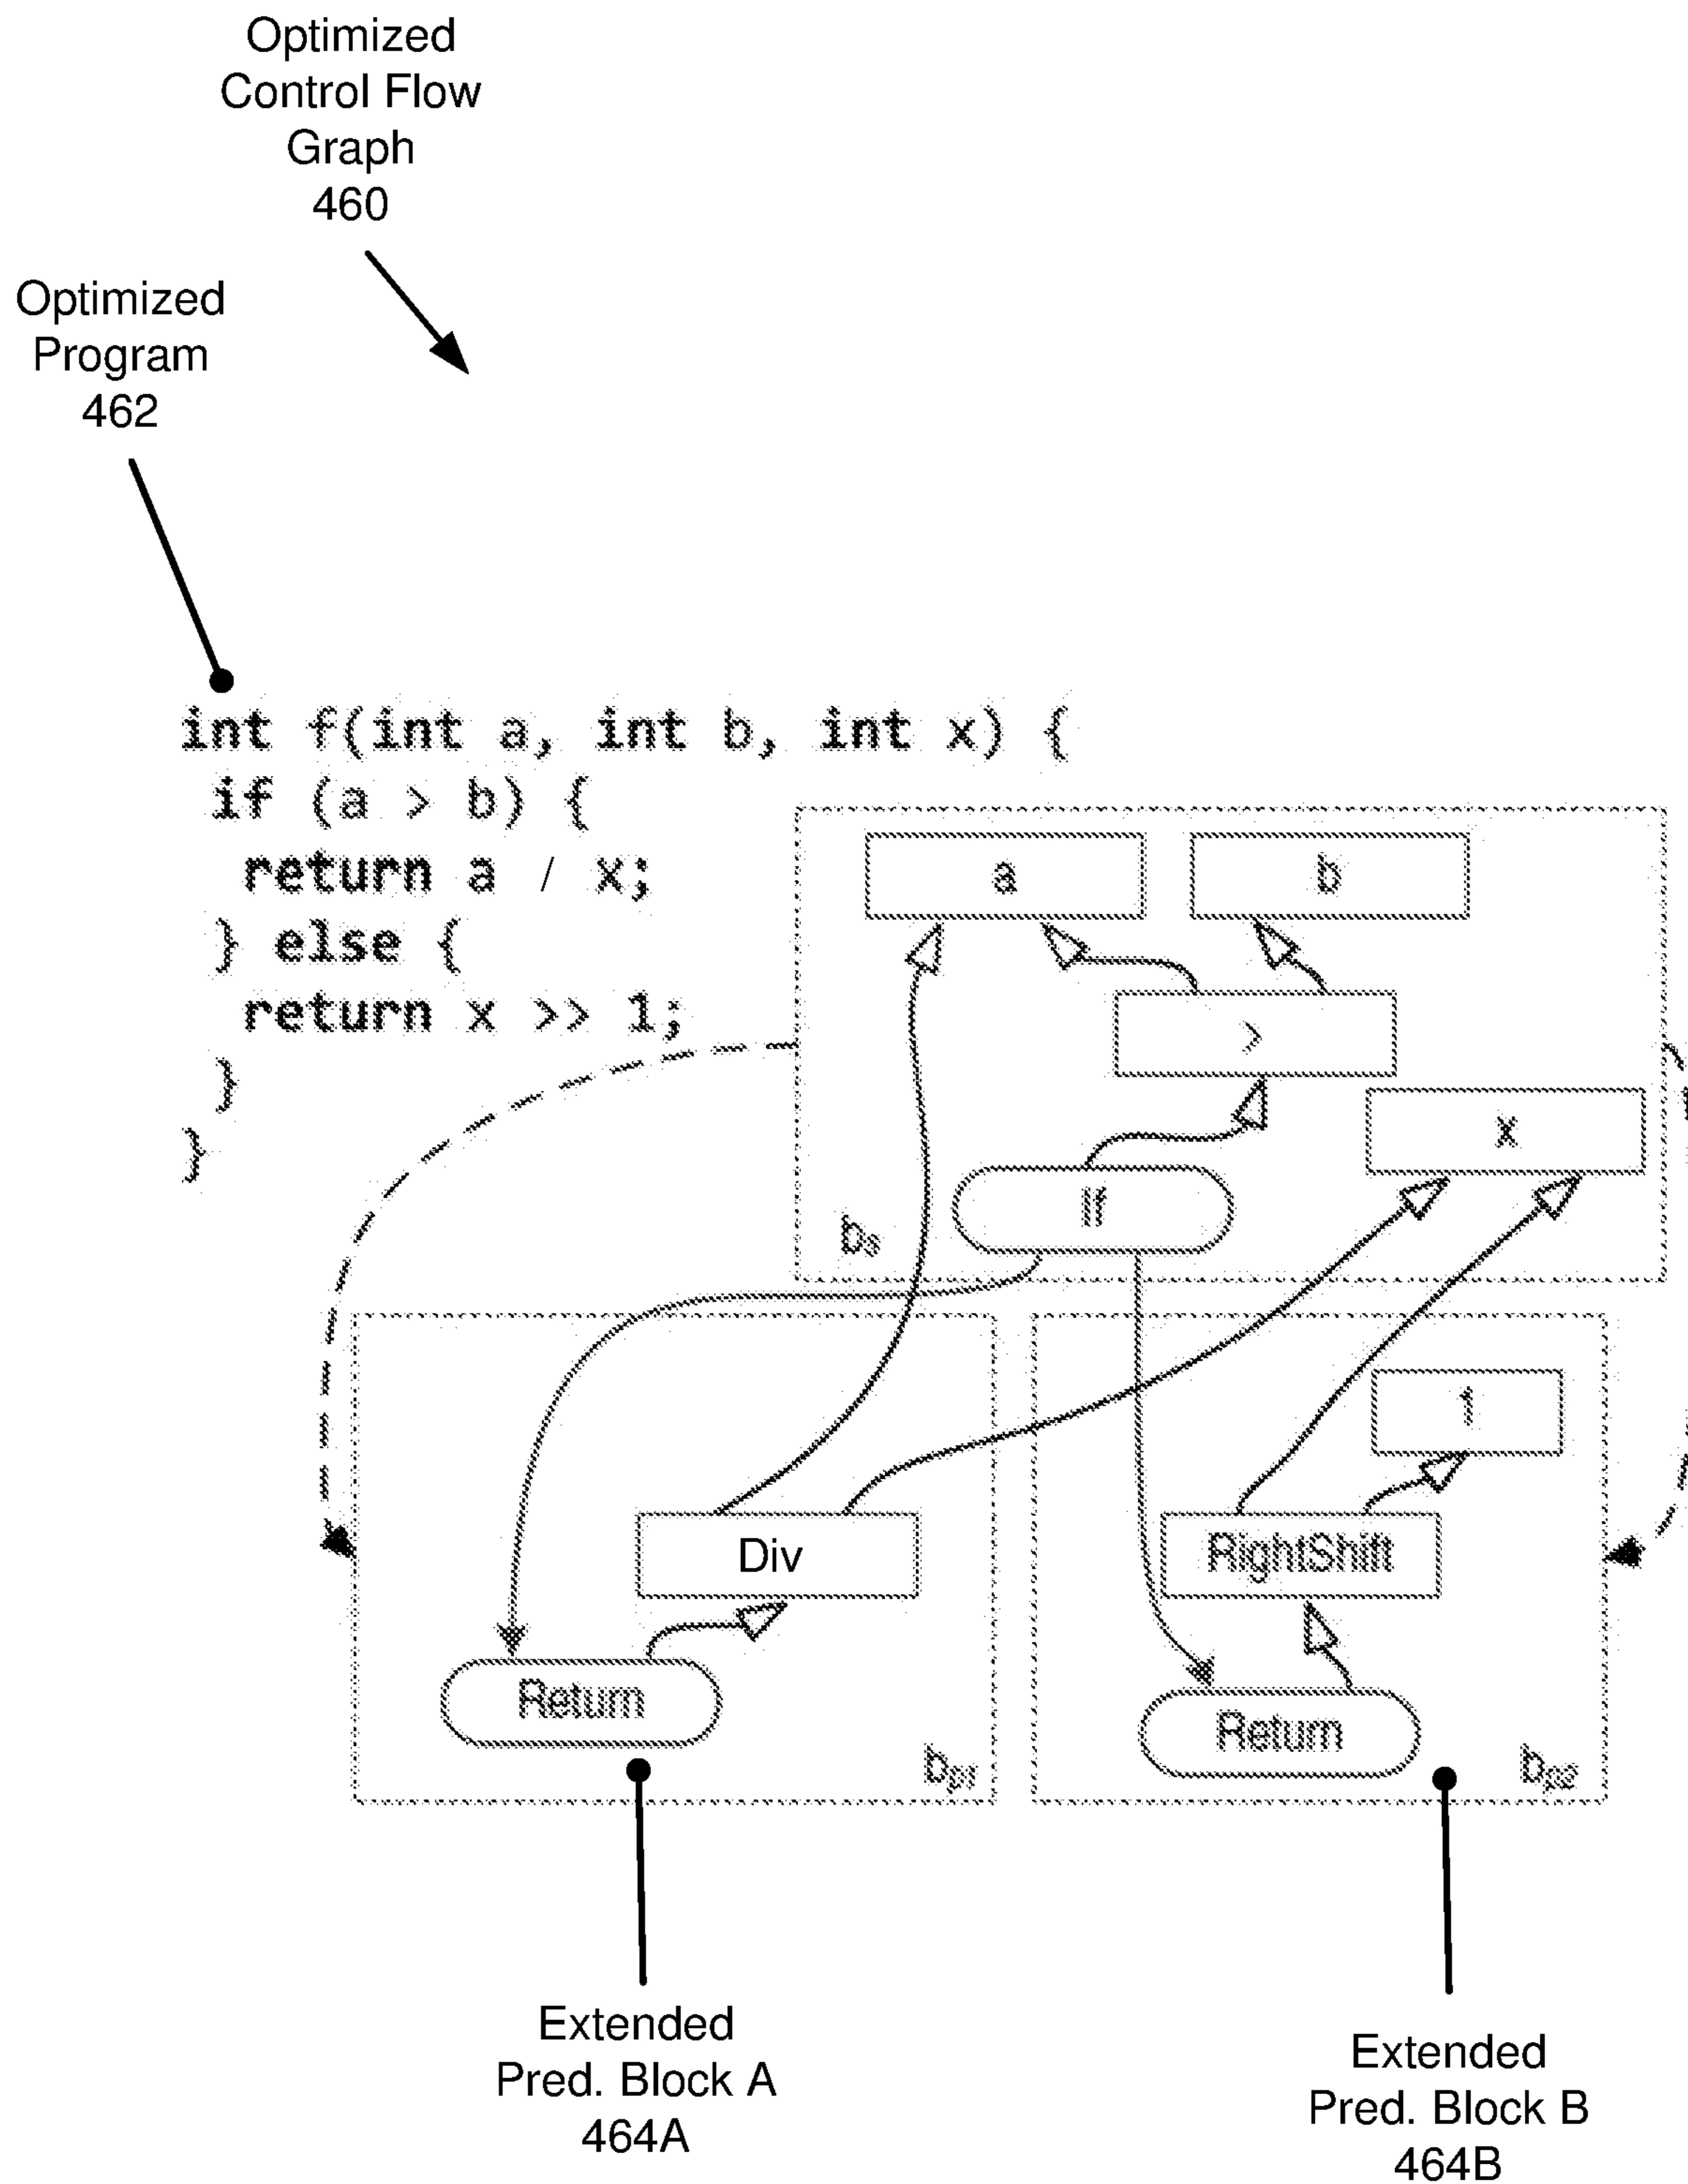 Optimized
Control Flow
Graph
460
Optimized
Program
462
int f(int a, int b, int x) {
if (a > b) {
return a / x;
} else {
return x >> 1;
}
}
a
b
>
x
If
bs
1
Div
RightShift
Return
Return
bp1
bp2
Extended
Pred. Block A
464A
Extended
Pred. Block B
464B